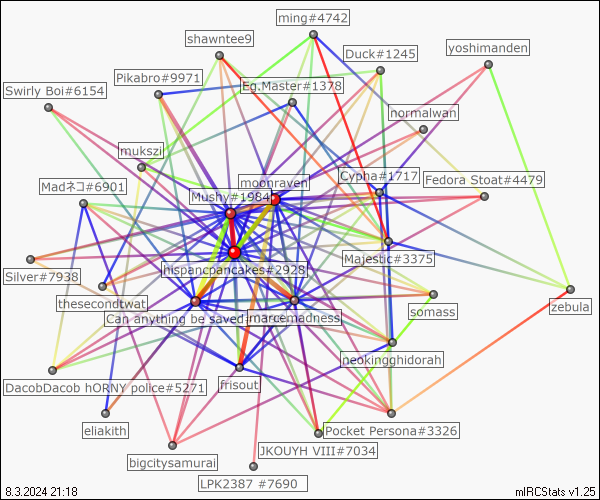 ming#4742
shawntee9
Duck#1245
yoshimanden
Pikabro#9971
Eg.Master#1378
Swirly Boi#6154
normalwan
mukszi
Madネコ#6901
moonraven
Cypha#1717
Mushy#1984
Fedora Stoat#4479
Majestic#3375
hispancpancakes#2928
Silver#7938
thesecondtwat
somass
zebula
Can anything be saved
marcemadness
neokingghidorah
DacobDacob hORNY police#5271
frisout
eliakith
Pocket Persona#3326
JKOUYH VIII#7034
bigcitysamurai
LPK2387 #7690
8.3.2024 21:18
mIRCStats v1.25